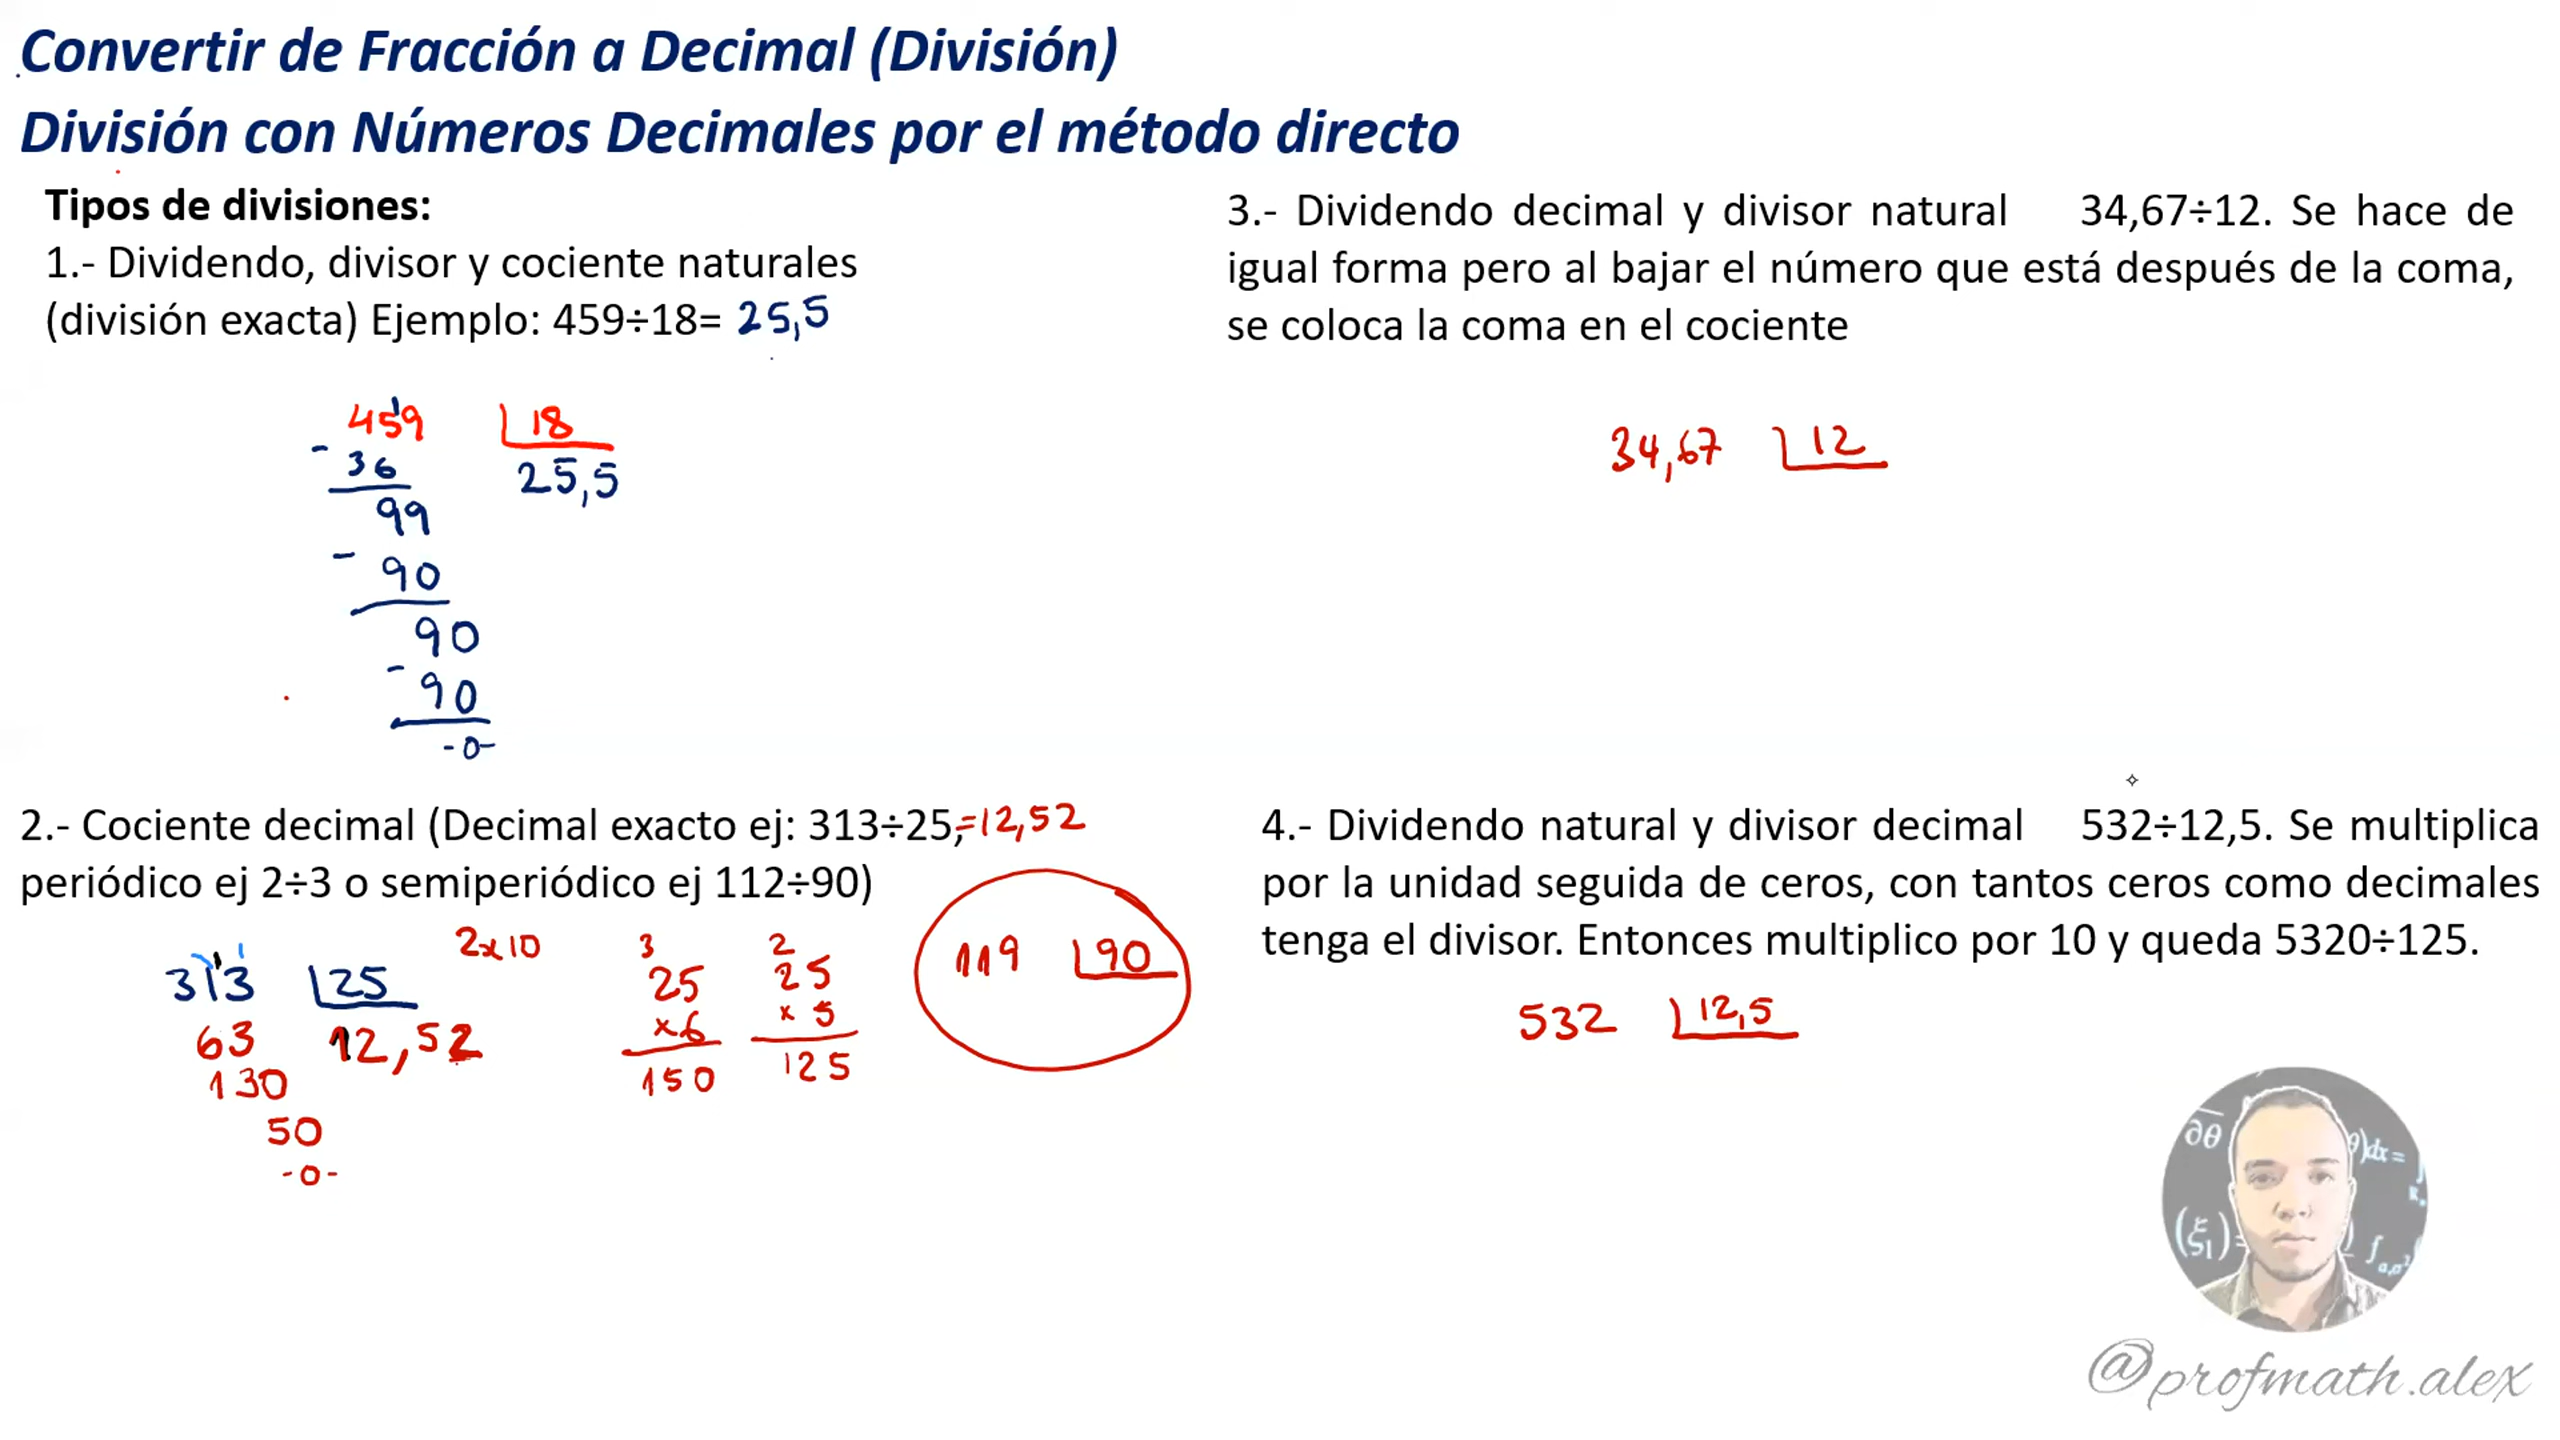 Convertir de Fracción a Decimal (División)
División con Números Decimales por el método directo
Tipos de divisiones:
1.- Dividendo, divisor y cociente naturales
(división exacta) Ejemplo: 459÷18= 25,5
459 18
- 36 25,5
99
- 90
90
- 90
-0-
2.- Cociente decimal (Decimal exacto ej: 313÷25, =12,52
periódico ej 2÷3 o semiperiódico ej 112÷90)
313 25
63 12,52
130
50
-0-
2x10
3
25
x6
150
2
25
x 5
125
119 90
3.- Dividendo decimal y divisor natural 34,67÷12. Se hace de
igual forma pero al bajar el número que está después de la coma,
se coloca la coma en el cociente
34,67 12
4.- Dividendo natural y divisor decimal 532÷12,5. Se multiplica
por la unidad seguida de ceros, con tantos ceros como decimales
tenga el divisor. Entonces multiplico por 10 y queda 5320÷125.
532 12,5
@profmath.alex